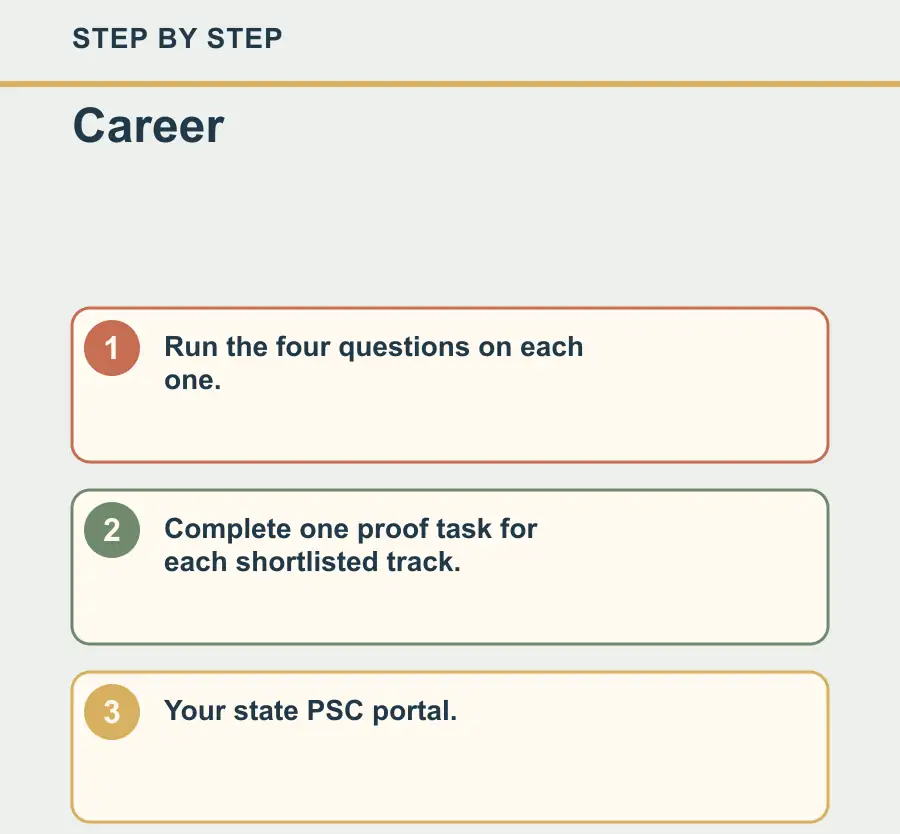 STEP BY STEP
Career
1
Run the four questions on each
one.
2
Complete one proof task for
each shortlisted track.
3
Your state PSC portal.